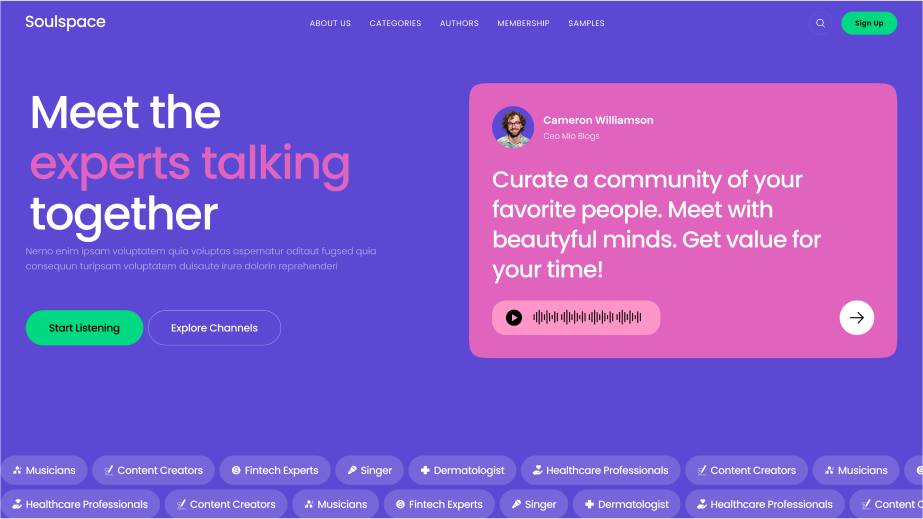 Soulspace
ABOUT US CATEGORIES AUTHORS MEMBERSHIP SAMPLES
Sign Up
Meet the
experts talking
together
Nemo enim ipsam voluptatem quia voluptas aspernatur oditaut fugsed quia
consequun turipsam voluptatem duisaute irure dolorin reprehenderi
Start Listening
Explore Channels
Cameron Williamson
Ceo Mio Blogs
Curate a community of your
favorite people. Meet with
beautyful minds. Get value for
your time!
Musicians Content Creators Fintech Experts Singer Dermatologist Healthcare Professionals Content Creators Musicians
Healthcare Professionals Content Creators Musicians Fintech Experts Singer Dermatologist Healthcare Professionals Content C